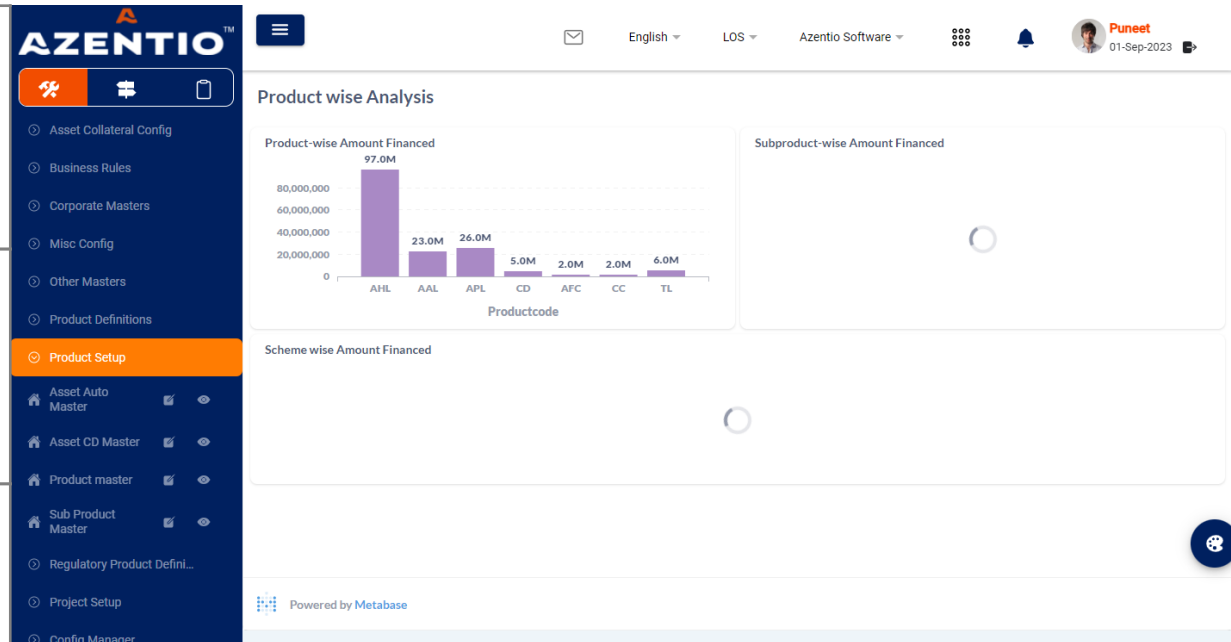 AZENTIO™
English
LOS
Azentio Software
Puneet
01-Sep-2023
Asset Collateral Config
Business Rules
Corporate Masters
Misc Config
Other Masters
Product Definitions
Product Setup
Asset Auto
Master
Asset CD Master
Product master
Sub Product
Master
Regulatory Product Defini...
Project Setup
Config Manager
Product wise Analysis
Product-wise Amount Financed
97.0M
80,000,000
60,000,000
40,000,000
20,000,000
0
23.0M
26.0M
5.0M
2.0M
2.0M
6.0M
AHL AAL APL CD AFC CC TL
Productcode
Subproduct-wise Amount Financed
Scheme wise Amount Financed
Powered by Metabase